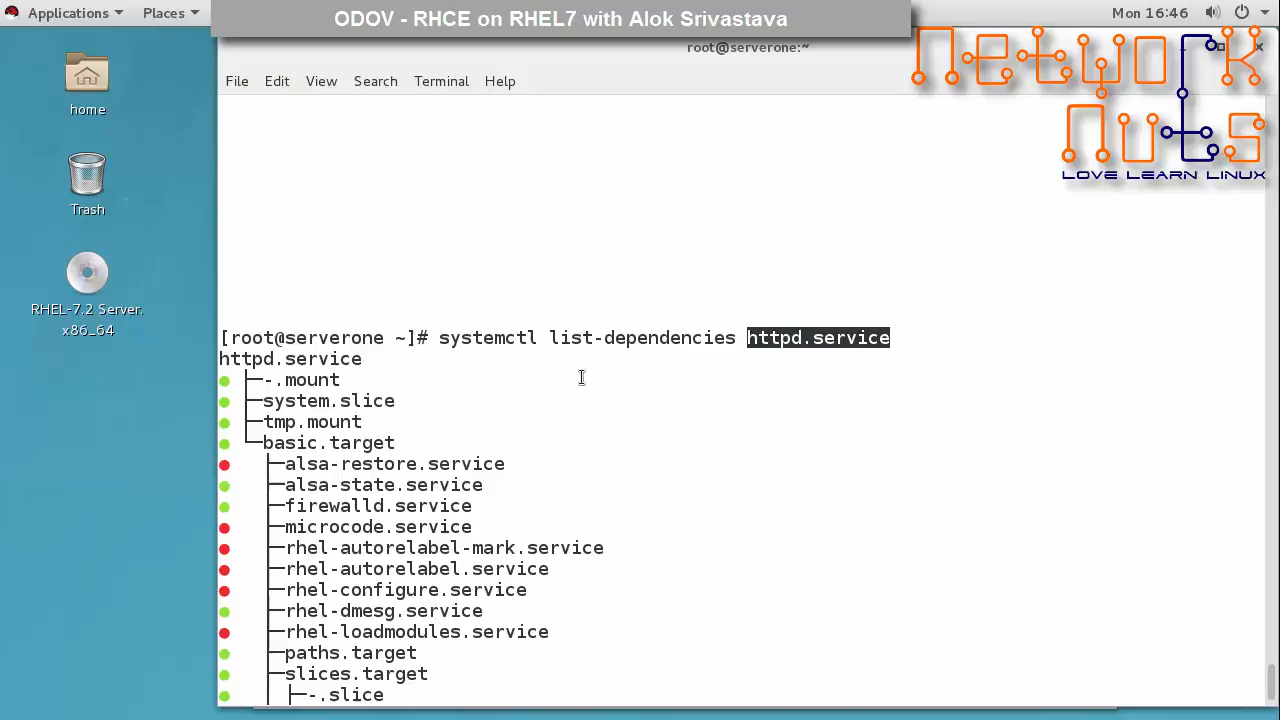 Applications Places ODOV - RHCE on RHEL7 with Alok Srivastava Mon 16:46
root@serverone:~
File Edit View Search Terminal Help
network
nuts
LOVE LEARN LINUX
home
Trash
RHEL-7.2 Server.
x86_64
[root@serverone ~]# systemctl list-dependencies httpd.service
httpd.service
● ├─-.mount
● ├─system.slice
● ├─tmp.mount
● └─basic.target
●   ├─alsa-restore.service
●   ├─alsa-state.service
●   ├─firewalld.service
●   ├─microcode.service
●   ├─rhel-autorelabel-mark.service
●   ├─rhel-autorelabel.service
●   ├─rhel-configure.service
●   ├─rhel-dmesg.service
●   ├─rhel-loadmodules.service
●   ├─paths.target
●   ├─slices.target
●   │ ├─-.slice